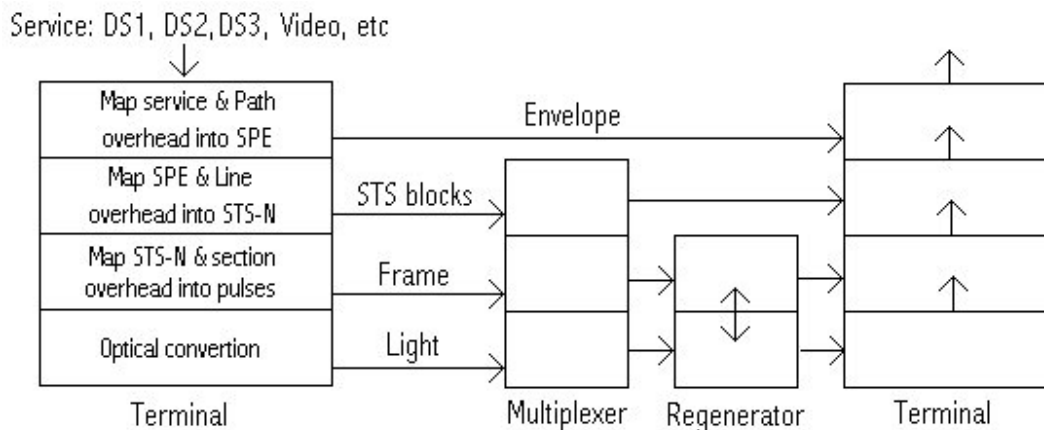 Service: DS1, DS2,DS3, Video, etc
Map service & Path
overhead into SPE
Envelope
Map SPE & Line
overhead into STS-N
STS blocks
Map STS-N & section
overhead into pulses
Frame
Optical convertion
Light
Terminal
Multiplexer
Regenerator
Terminal